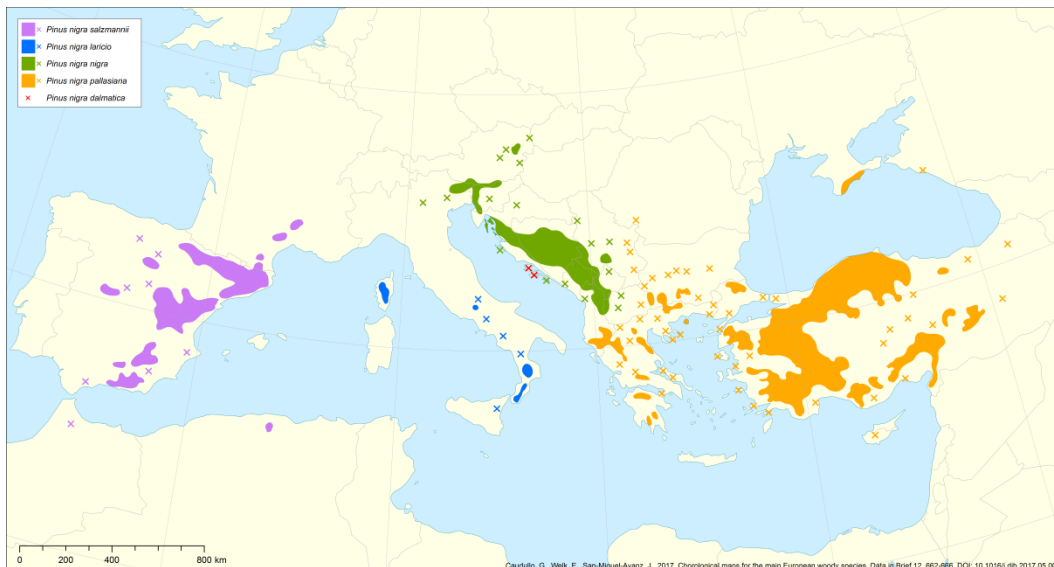 Pinus nigra salzmannii
Pinus nigra laricio
Pinus nigra nigra
Pinus nigra pallasiana
Pinus nigra dalmatica
0 200 400 800 km
Caudullo, G., Welk, E., San-Miguel-Ayanz, J., 2017. Chorological maps for the main European woody species. Data in Brief 12, 662-666. DOI: 10.1016/j.dib.2017.05.00